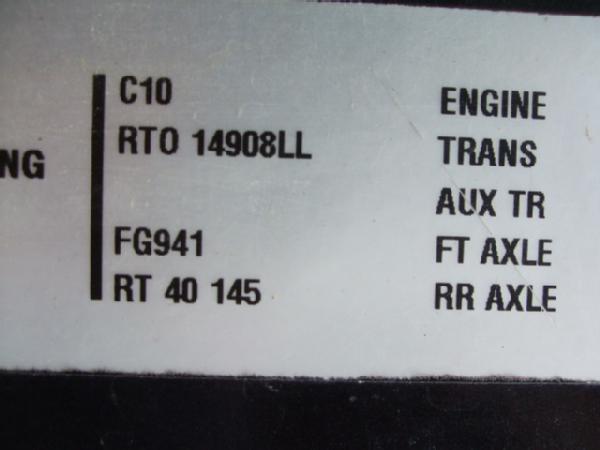 C10 ENGINE
RTO 14908LL TRANS
NG AUX TR
FG941 FT AXLE
RT 40 145 RR AXLE